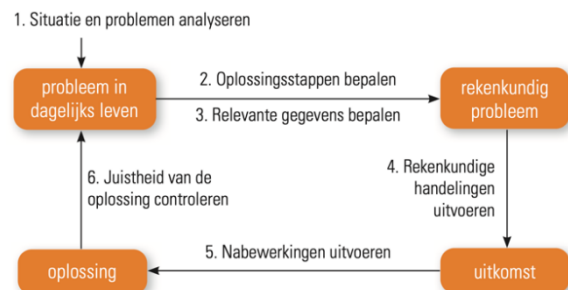 1. Situatie en problemen analyseren
probleem in
dagelijks leven
2. Oplossingsstappen bepalen
3. Relevante gegevens bepalen
rekenkundig
probleem
4. Rekenkundige
handelingen
uitvoeren
6. Juistheid van de
oplossing controleren
5. Nabewerkingen uitvoeren
oplossing
uitkomst